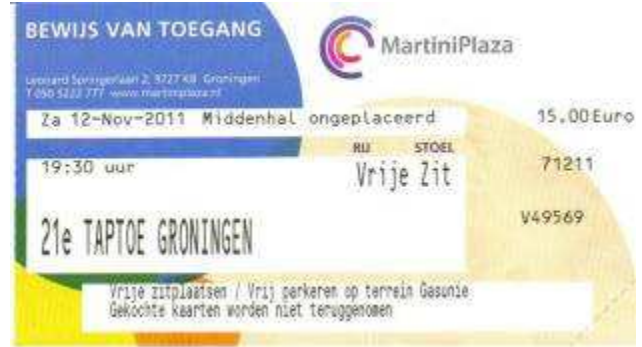 BEWIJS VAN TOEGANG
MartiniPlaza
Leonard Springerlaan 2, 9727 KB Groningen
T 050 5222 777 www.martiniplaza.nl
Za 12-Nov-2011 Middenhal ongeplaceerd 15.00 Euro
RIJ STOEL
19:30 uur Vrije Zit 71211
V49569
21e TAPTOE GRONINGEN
Vrije zitplaatsen / Vrij parkeren op terrein Gasunie
Gekochte kaarten worden niet teruggenomen